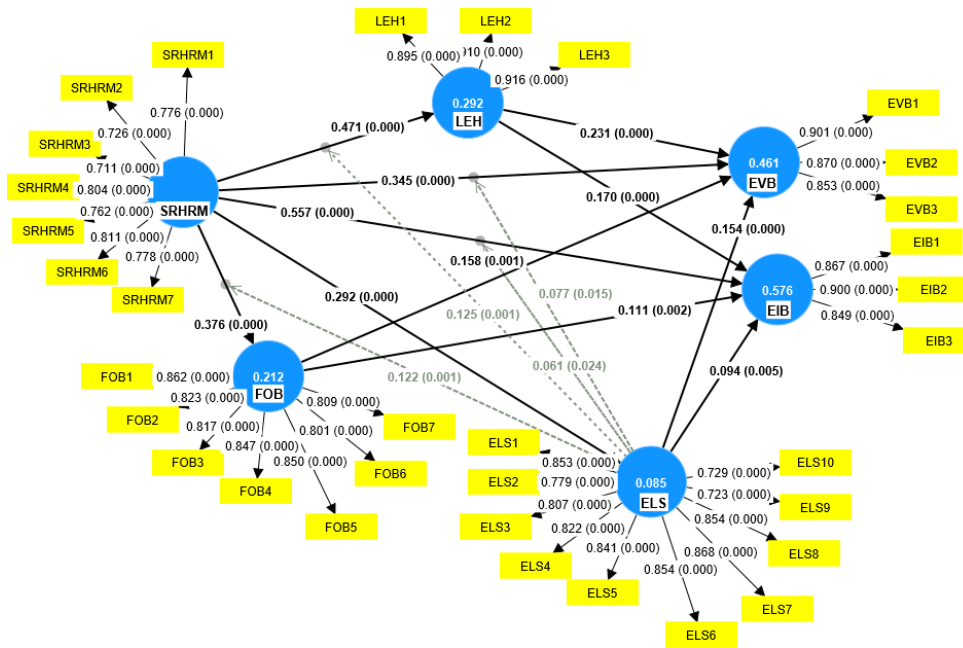 LEH1
LEH2
LEH3
0.895 (0.000)
910 (0.000)
0.916 (0.000)
0.292
LEH
SRHRM1
SRHRM2
SRHRM3
SRHRM4
SRHRM5
SRHRM6
SRHRM7
0.776 (0.000)
0.726 (0.000)
0.711 (0.000)
0.804 (0.000)
0.762 (0.000)
0.811 (0.000)
0.778 (0.000)
SRHRM
0.471 (0.000)
0.231 (0.000)
0.345 (0.000)
0.170 (0.000)
0.557 (0.000)
0.154 (0.000)
0.158 (0.001)
0.292 (0.000)
0.077 (0.015)
0.125 (0.001)
0.111 (0.002)
0.376 (0.000)
0.061 (0.024)
0.122 (0.001)
0.094 (0.005)
EVB1
EVB2
EVB3
0.901 (0.000)
0.870 (0.000)
0.853 (0.000)
0.461
EVB
EIB1
EIB2
EIB3
0.867 (0.000)
0.900 (0.000)
0.849 (0.000)
0.576
EIB
FOB1
FOB2
FOB3
FOB4
FOB5
FOB6
FOB7
0.862 (0.000)
0.823 (0.000)
0.817 (0.000)
0.847 (0.000)
0.850 (0.000)
0.801 (0.000)
0.809 (0.000)
0.212
FOB
ELS1
ELS2
ELS3
ELS4
ELS5
ELS6
ELS7
ELS8
ELS9
ELS10
0.853 (0.000)
0.779 (0.000)
0.807 (0.000)
0.822 (0.000)
0.841 (0.000)
0.854 (0.000)
0.868 (0.000)
0.854 (0.000)
0.723 (0.000)
0.729 (0.000)
0.085
ELS